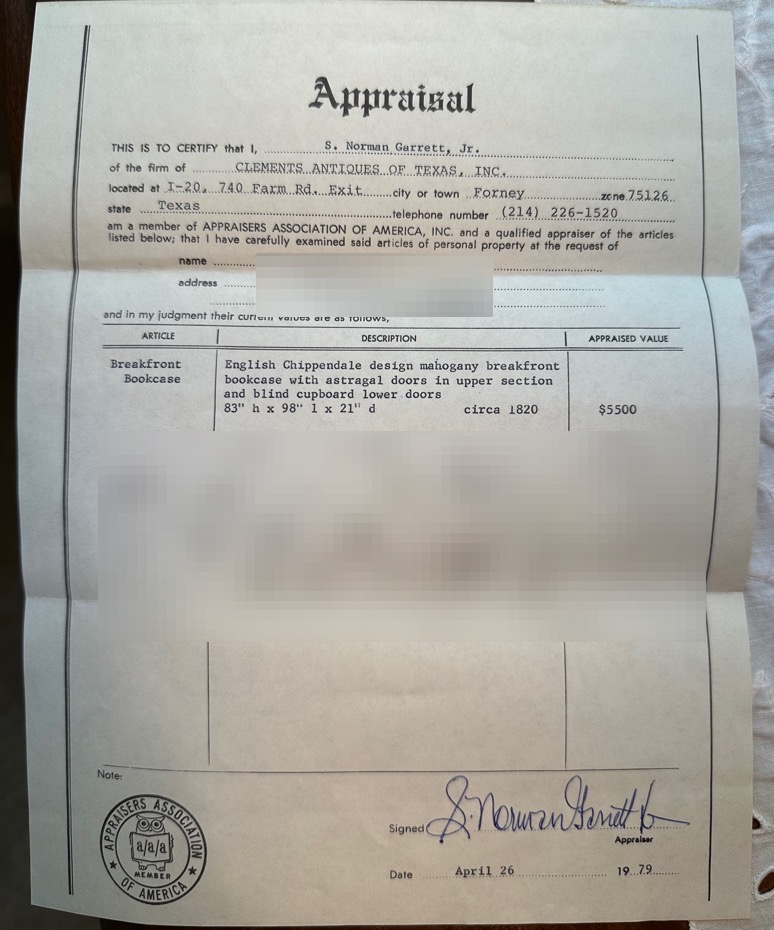 Appraisal
THIS IS TO CERTIFY that I, S. Norman Garrett, Jr.
of the firm of CLEMENTS ANTIQUES OF TEXAS, INC.
located at I-20, 740 Farm Rd. Exit city or town Forney zone 75126
state Texas telephone number (214) 226-1520
am a member of APPRAISERS ASSOCIATION OF AMERICA, INC. and a qualified appraiser of the articles
listed below; that I have carefully examined said articles of personal property at the request of
name
address
and in my judgment their current values are as follows,
ARTICLE DESCRIPTION APPRAISED VALUE
Breakfront English Chippendale design mahogany breakfront
Bookcase bookcase with astragal doors in upper section
and blind cupboard lower doors
83" h x 98" l x 21" d circa 1820 $5500
Note:
APPRAISERS ASSOCIATION
a/a/a
MEMBER
OF AMERICA
Signed S. Norman Garrett Jr
Appraiser
Date April 26 19 79